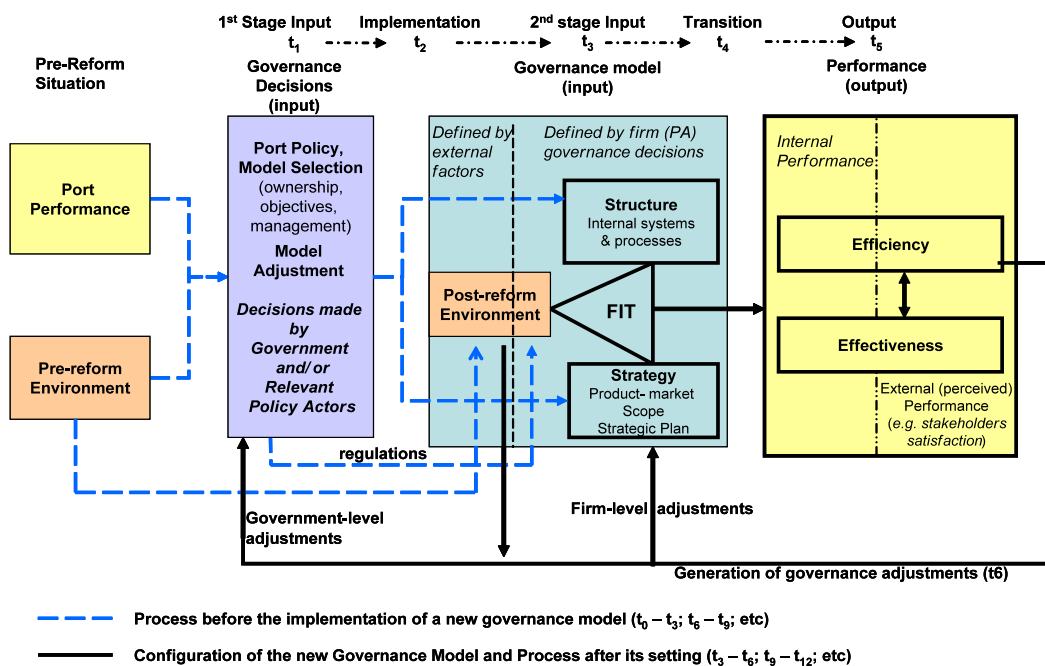 1st Stage Input
Implementation
2nd stage Input
Transition
Output
t1
t2
t3
t4
t5
Pre-Reform
Situation
Governance
Decisions
(input)
Governance model
(input)
Performance
(output)
Port
Performance
Pre-reform
Environment
Port Policy,
Model Selection
(ownership,
objectives,
management)
Model
Adjustment
Decisions made
by
Government
and/ or
Relevant
Policy Actors
Defined by
external
factors
Defined by firm (PA)
governance decisions
Structure
Internal systems
& processes
Post-reform
Environment
FIT
Strategy
Product– market
Scope
Strategic Plan
Internal
Performance
Efficiency
Effectiveness
External (perceived)
Performance
(e.g. stakeholders
satisfaction)
regulations
Government-level
adjustments
Firm-level adjustments
Generation of governance adjustments (t6)
Process before the implementation of a new governance model (t0 – t3; t6 – t9; etc)
Configuration of the new Governance Model and Process after its setting (t3 – t6; t9 – t12; etc)